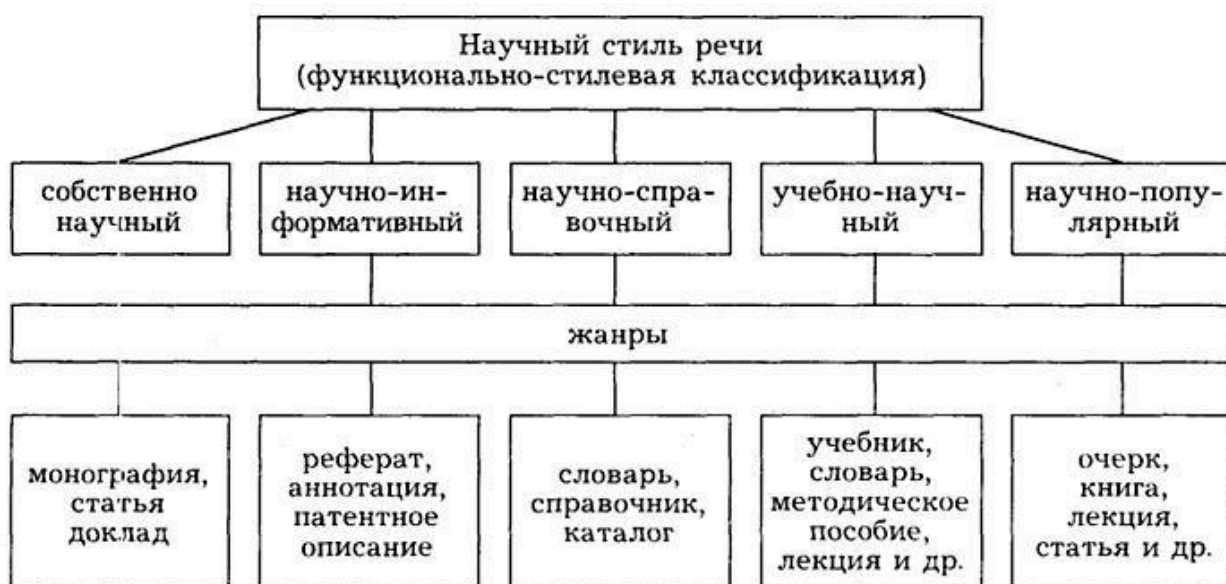 Научный стиль речи
(функционально-стилевая классификация)
собственно
научный
научно-ин-
формативный
научно-спра-
вочный
учебно-науч-
ный
научно-попу-
лярный
жанры
монография,
статья
доклад
реферат,
аннотация,
патентное
описание
словарь,
справочник,
каталог
учебник,
словарь,
методическое
пособие,
лекция и др.
очерк,
книга,
лекция,
статья и др.